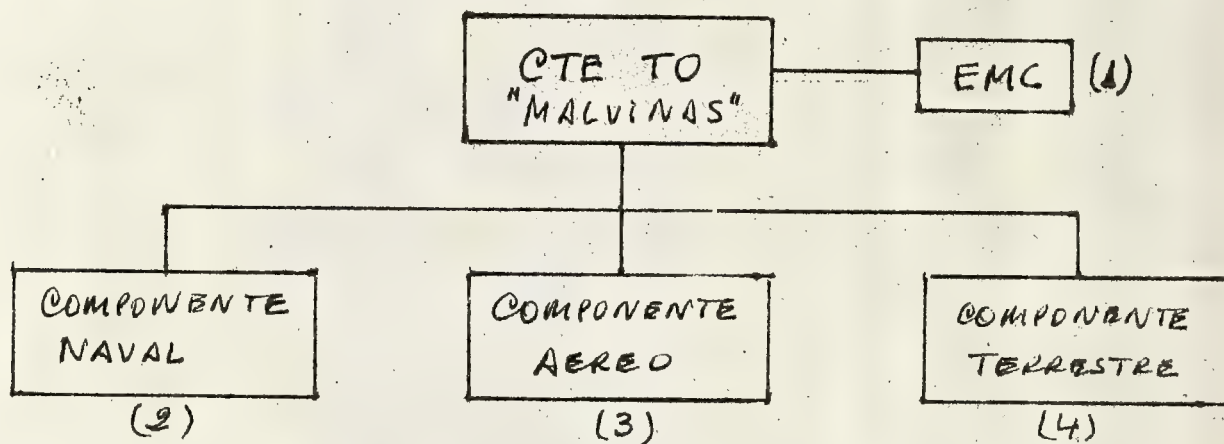 CTE TO
"MALVINAS"
EMC (1)
COMPONENTE
NAVAL
(2)
COMPONENTE
AEREO
(3)
COMPONENTE
TERRESTRE
(4)